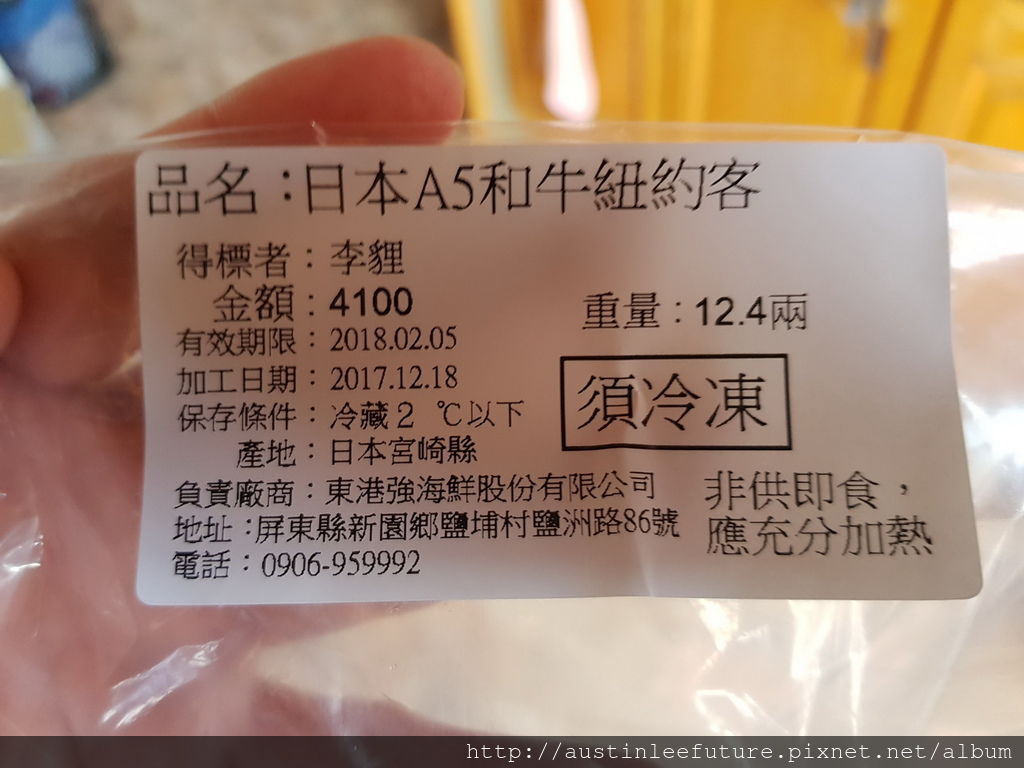 品名：日本A5和牛紐約客
得標者：李貍
金額：4100
重量：12.4兩
有效期限：2018.02.05
加工日期：2017.12.18
保存條件：冷藏2 ℃以下
須冷凍
產地：日本宮崎縣
負責廠商：東港強海鮮股份有限公司
地址：屏東縣新園鄉鹽埔村鹽洲路86號
電話：0906-959992
非供即食，
應充分加熱
http://austinleefuture.pixnet.net/album